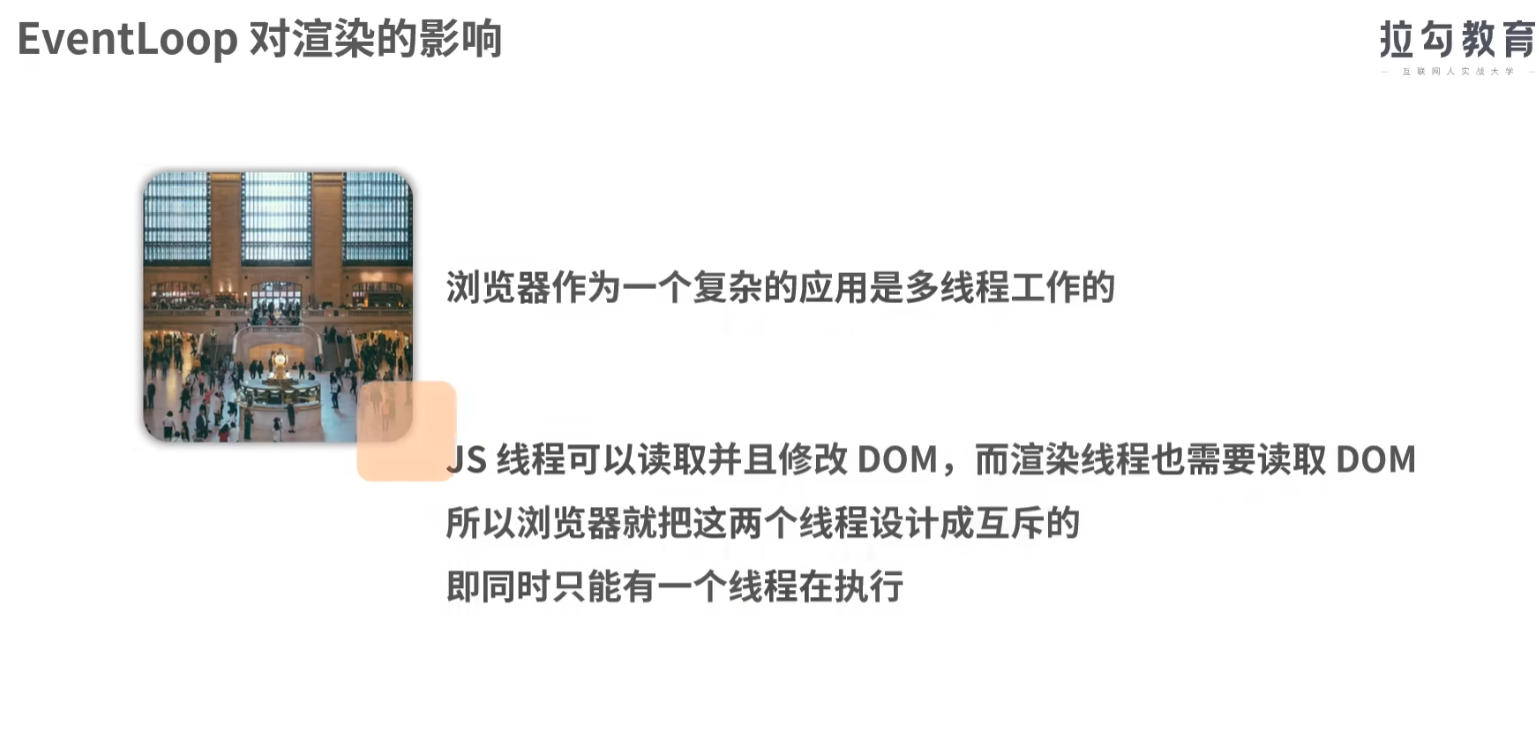 EventLoop 对渲染的影响
拉勾教育
— 互联网人实战大学 —
浏览器作为一个复杂的应用是多线程工作的
JS 线程可以读取并且修改 DOM，而渲染线程也需要读取 DOM
所以浏览器就把这两个线程设计成互斥的
即同时只能有一个线程在执行